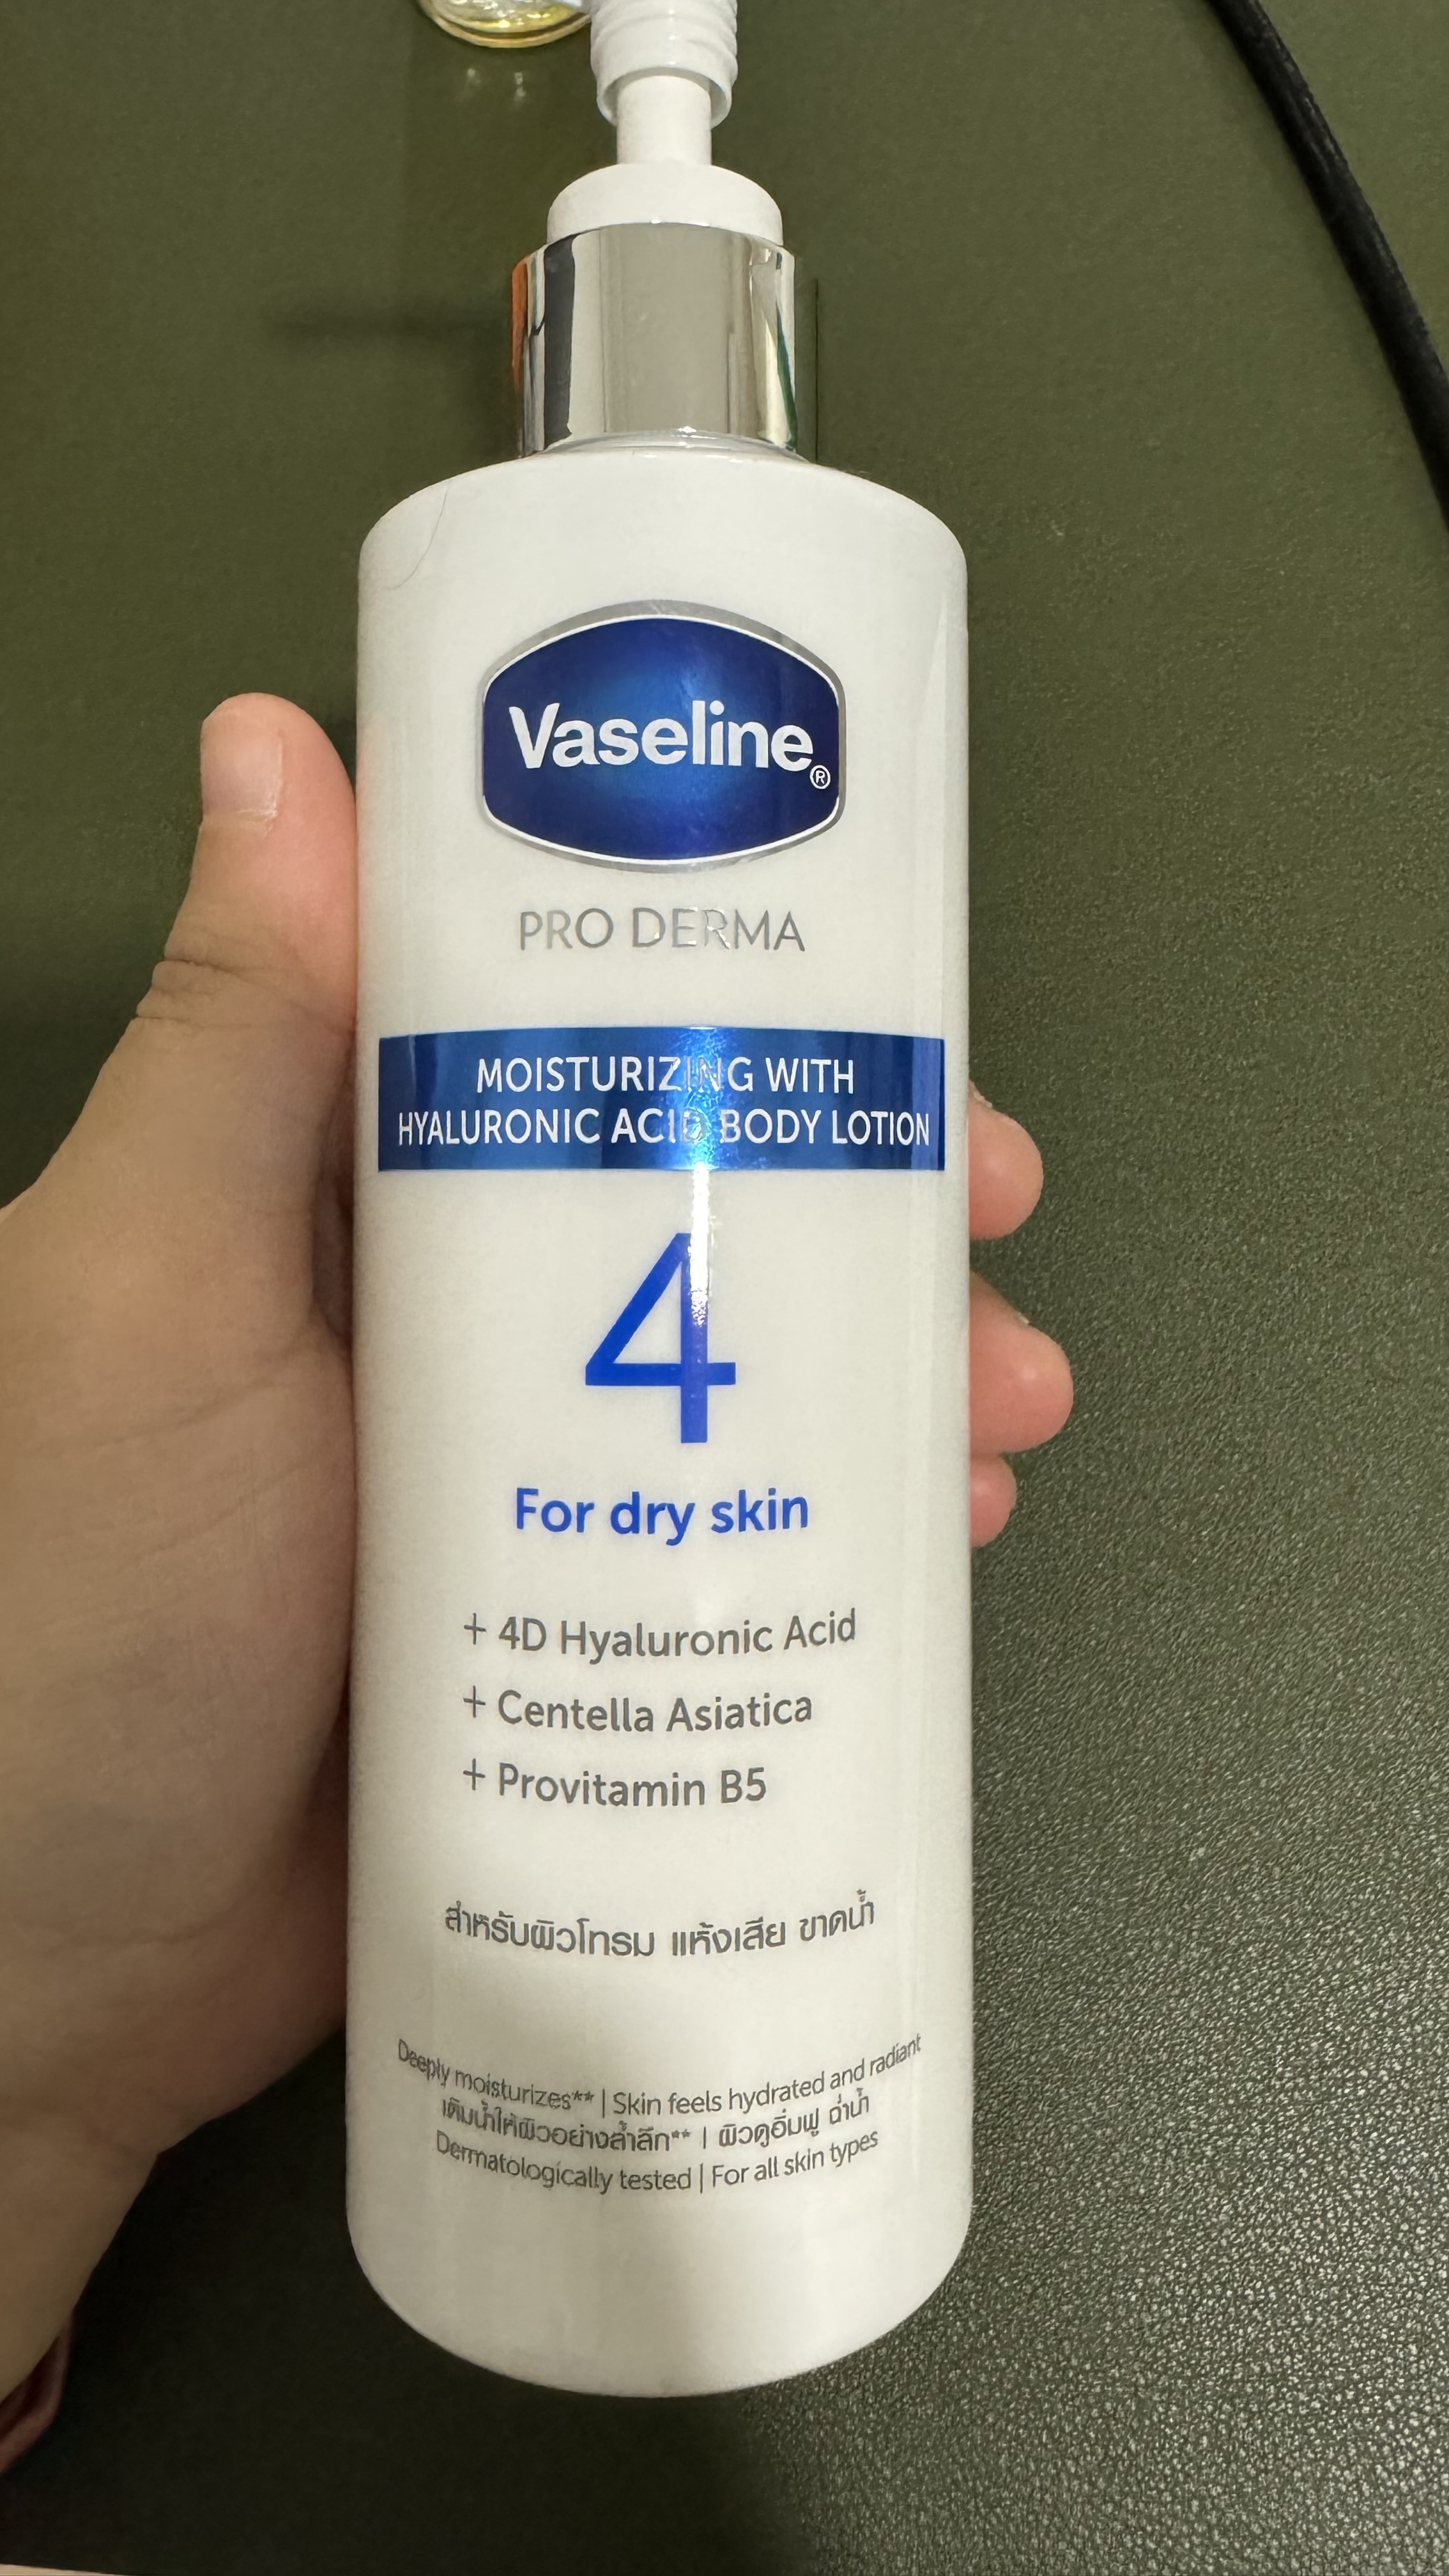 Vaseline®
PRO DERMA
MOISTURIZING WITH
HYALURONIC ACID BODY LOTION
4
For dry skin
+ 4D Hyaluronic Acid
+ Centella Asiatica
+ Provitamin B5
สำหรับผิวโทรม แห้งเสีย ขาดน้ำ
Deeply moisturizes** | Skin feels hydrated and radiant
เติมน้ำให้ผิวอย่างล้ำลึก** | ผิวดูอิ่มฟู ฉ่ำน้ำ
Dermatologically tested | For all skin types